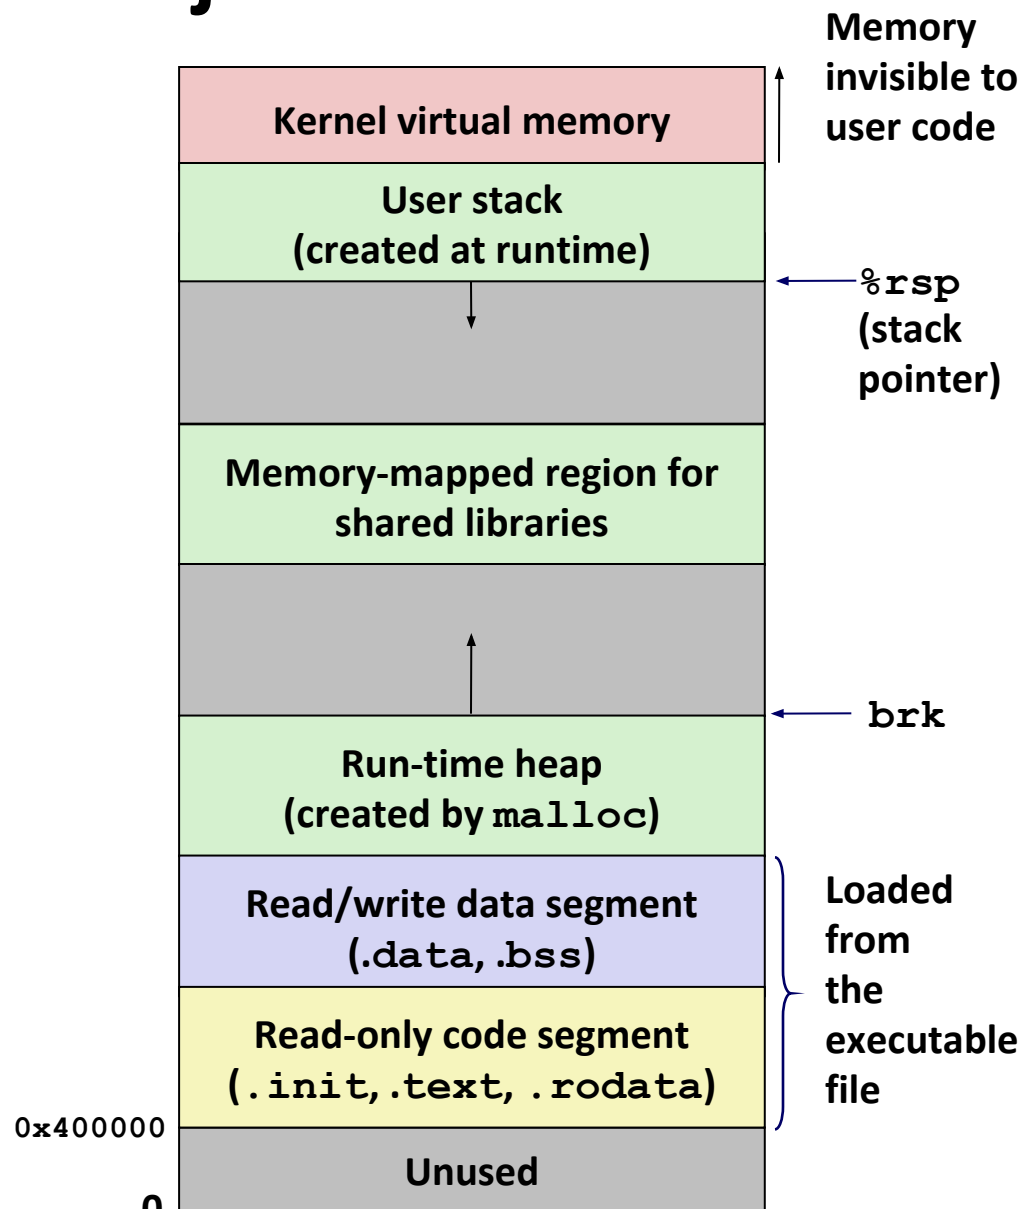 Memory
invisible to
user code
Kernel virtual memory
User stack
(created at runtime)
%rsp
(stack
pointer)
Memory-mapped region for
shared libraries
brk
Run-time heap
(created by malloc)
Read/write data segment
(.data, .bss)
Loaded
from
the
executable
file
Read-only code segment
(.init, .text, .rodata)
0x400000
Unused
0